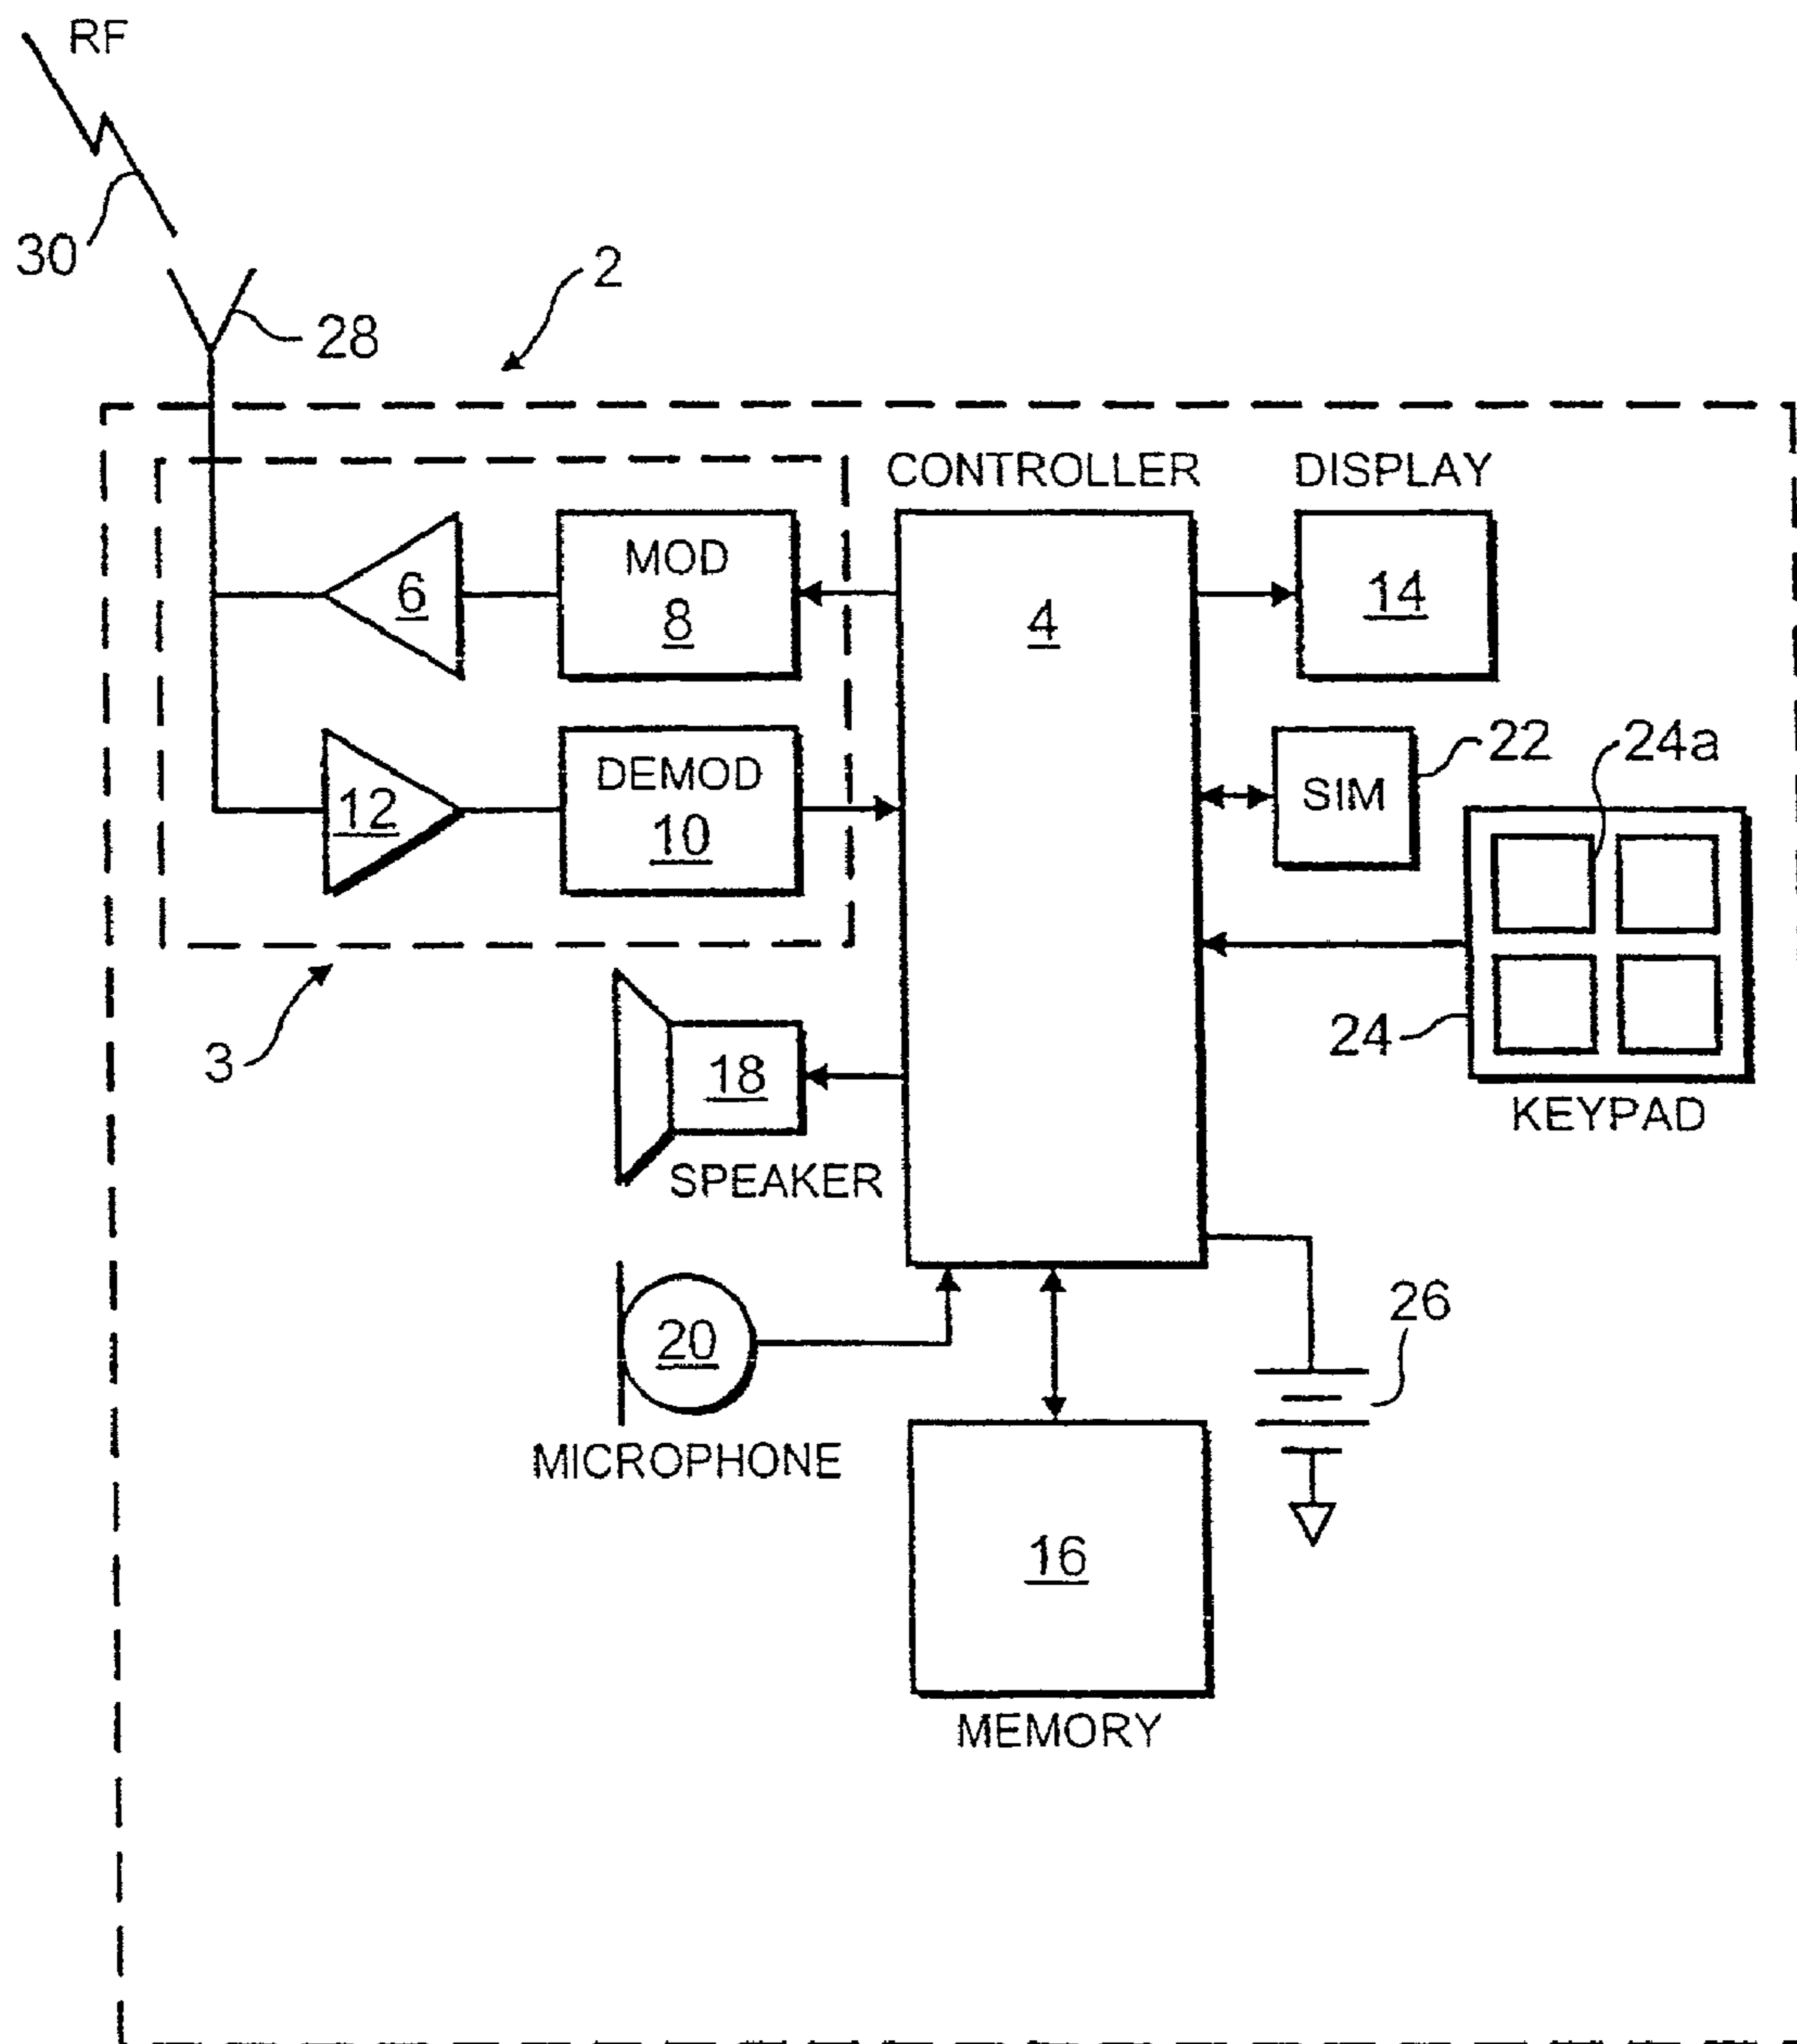 RF
30
28
2
CONTROLLER
DISPLAY
MOD
6
8
4
14
22
24a
DEMOD
SIM
12
10
3
18
24
KEYPAD
SPEAKER
20
26
MICROPHONE
16
MEMORY